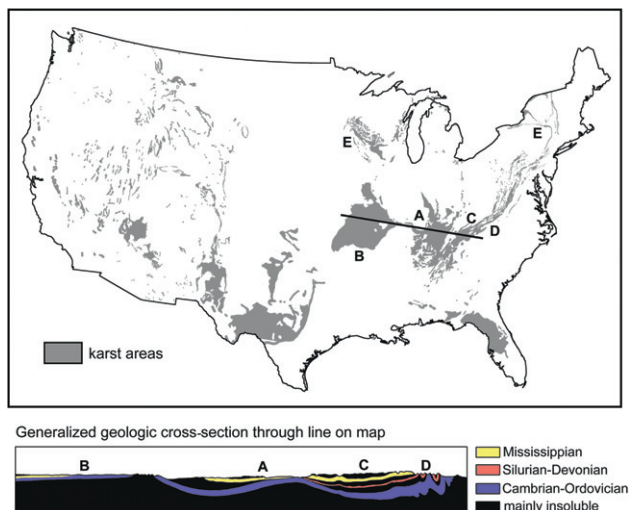 E
E
A
C
D
B
karst areas
Generalized geologic cross-section through line on map
B
A
C
D
Mississippian
Silurian-Devonian
Cambrian-Ordovician
mainly insoluble